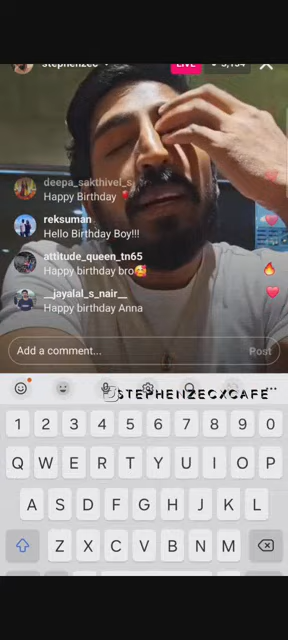 stephenzec
LIVE
deepa_sakthivel_s
Happy Birthday
reksuman
Hello Birthday Boy!!!
attitude_queen_tn65
Happy birthday bro🥰
__jayalal_s_nair__
Happy birthday Anna
Add a comment... Post
STEPHENZECXCAFE
1 2 3 4 5 6 7 8 9 0
Q W E R T Y U I O P
A S D F G H J K L
Z X C V B N M